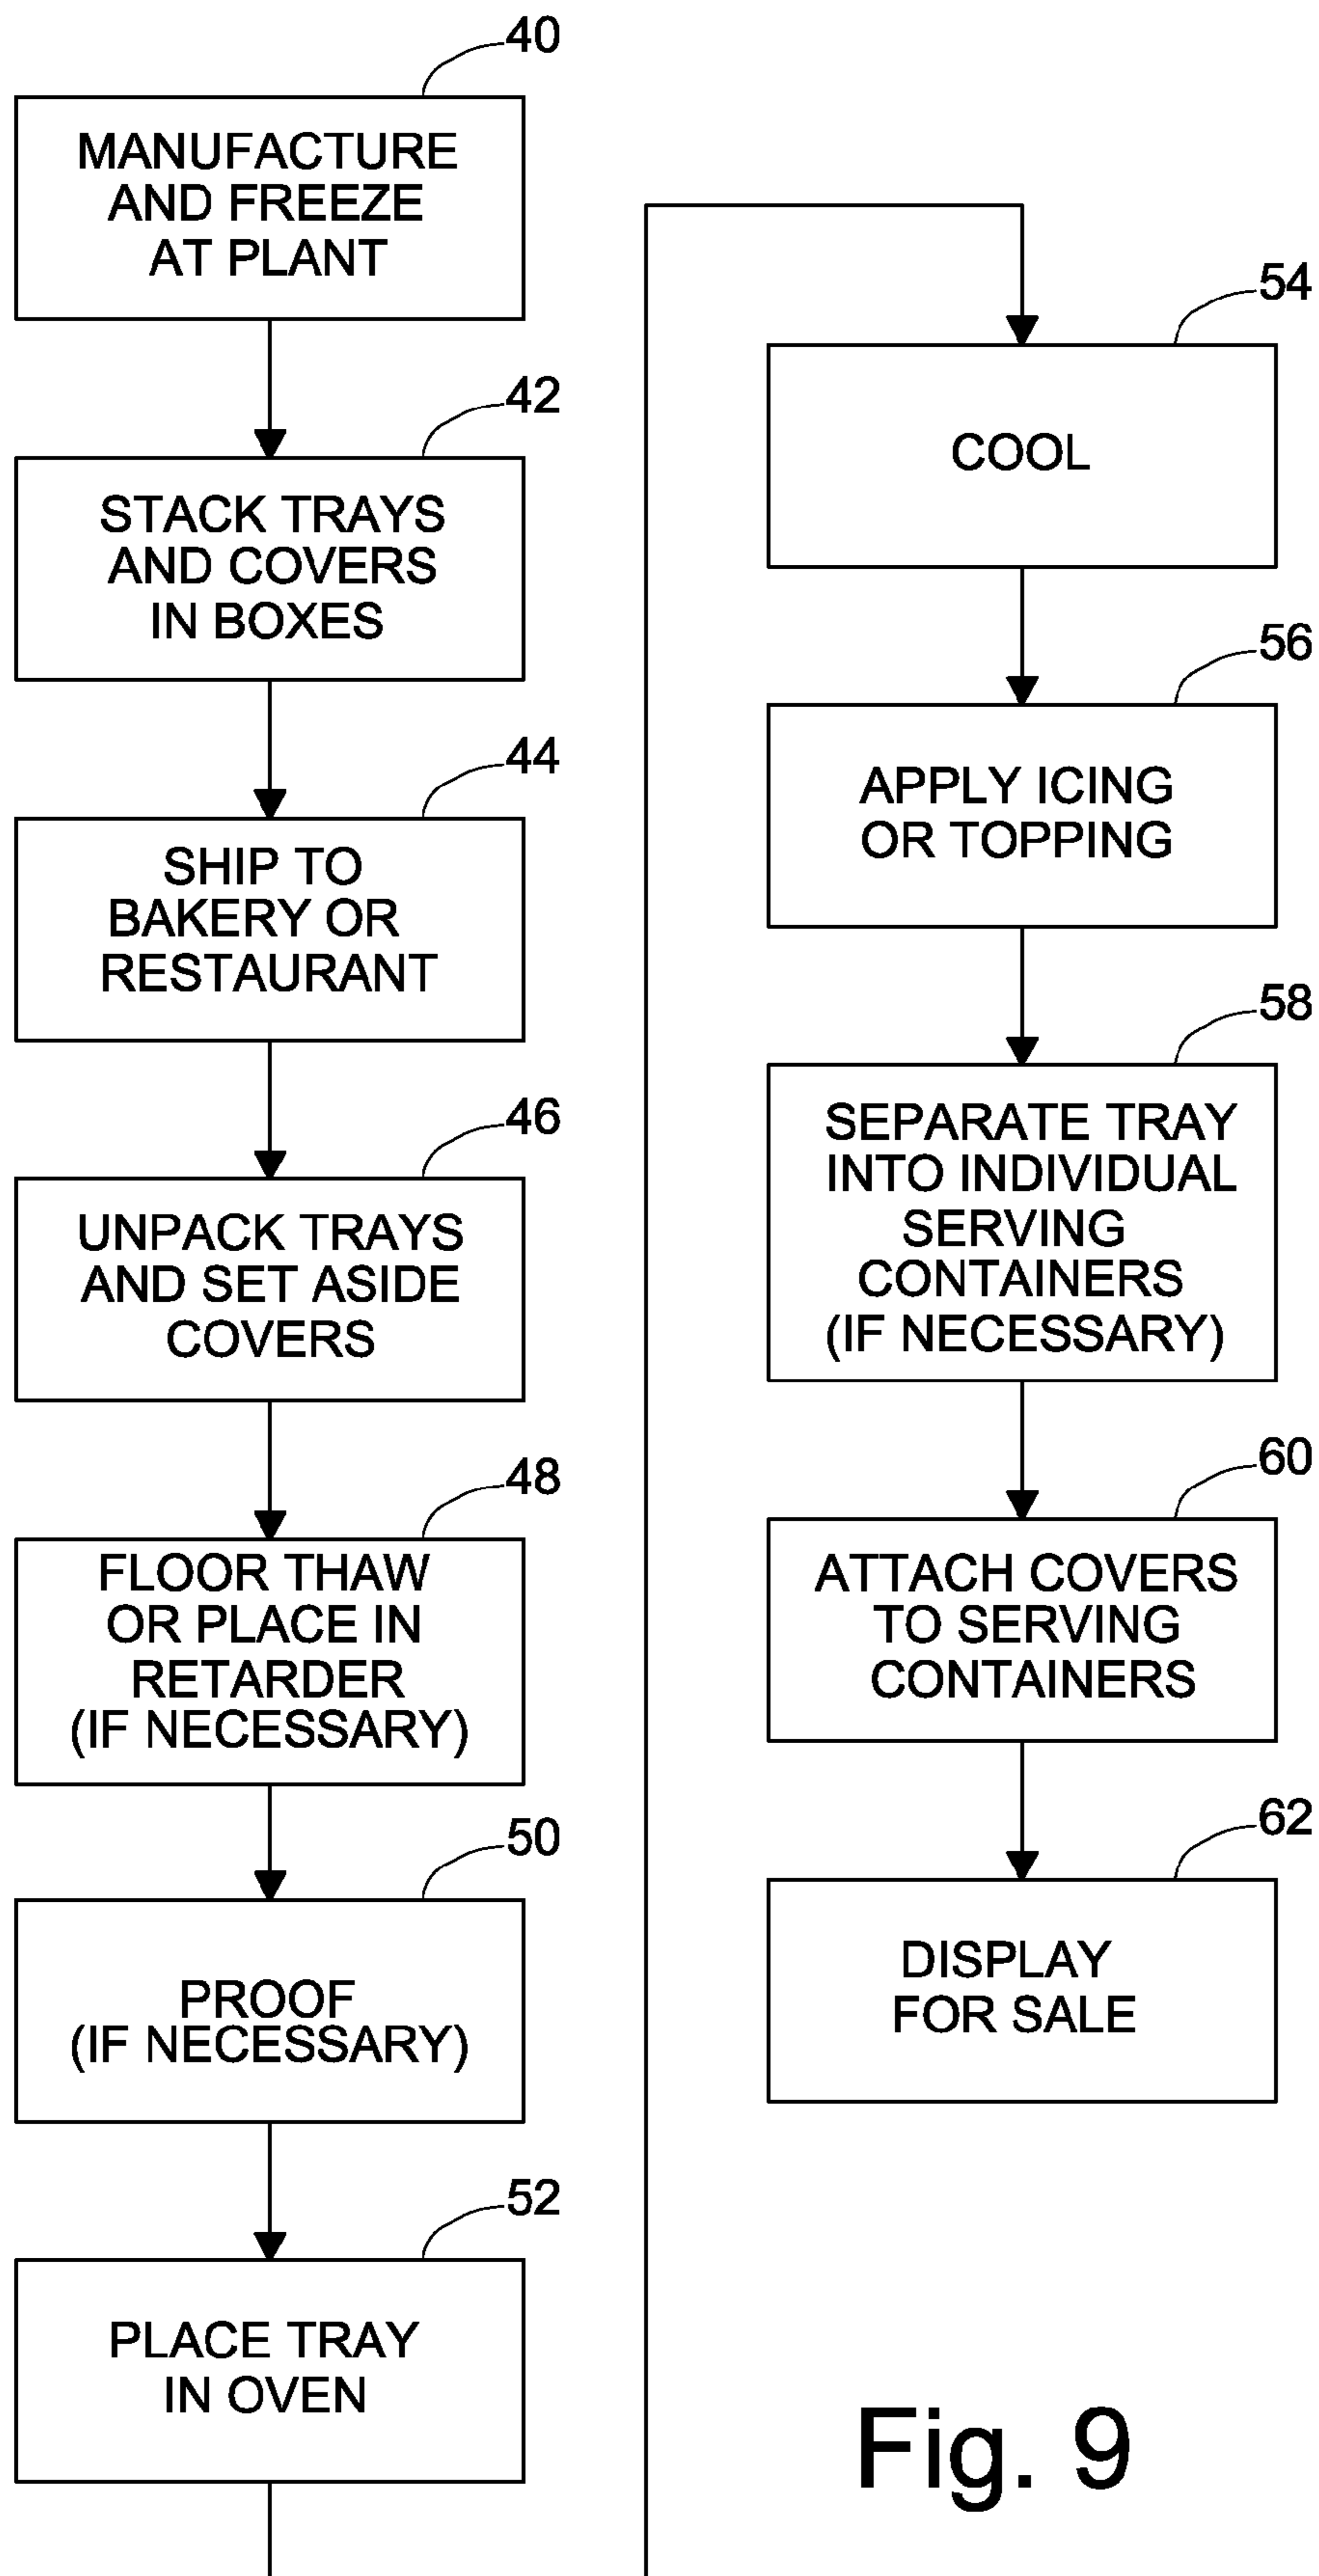 40
MANUFACTURE
AND FREEZE
AT PLANT
42
STACK TRAYS
AND COVERS
IN BOXES
44
SHIP TO
BAKERY OR
RESTAURANT
46
UNPACK TRAYS
AND SET ASIDE
COVERS
48
FLOOR THAW
OR PLACE IN
RETARDER
(IF NECESSARY)
50
PROOF
(IF NECESSARY)
52
PLACE TRAY
IN OVEN
54
COOL
56
APPLY ICING
OR TOPPING
58
SEPARATE TRAY
INTO INDIVIDUAL
SERVING
CONTAINERS
(IF NECESSARY)
60
ATTACH COVERS
TO SERVING
CONTAINERS
62
DISPLAY
FOR SALE
Fig. 9